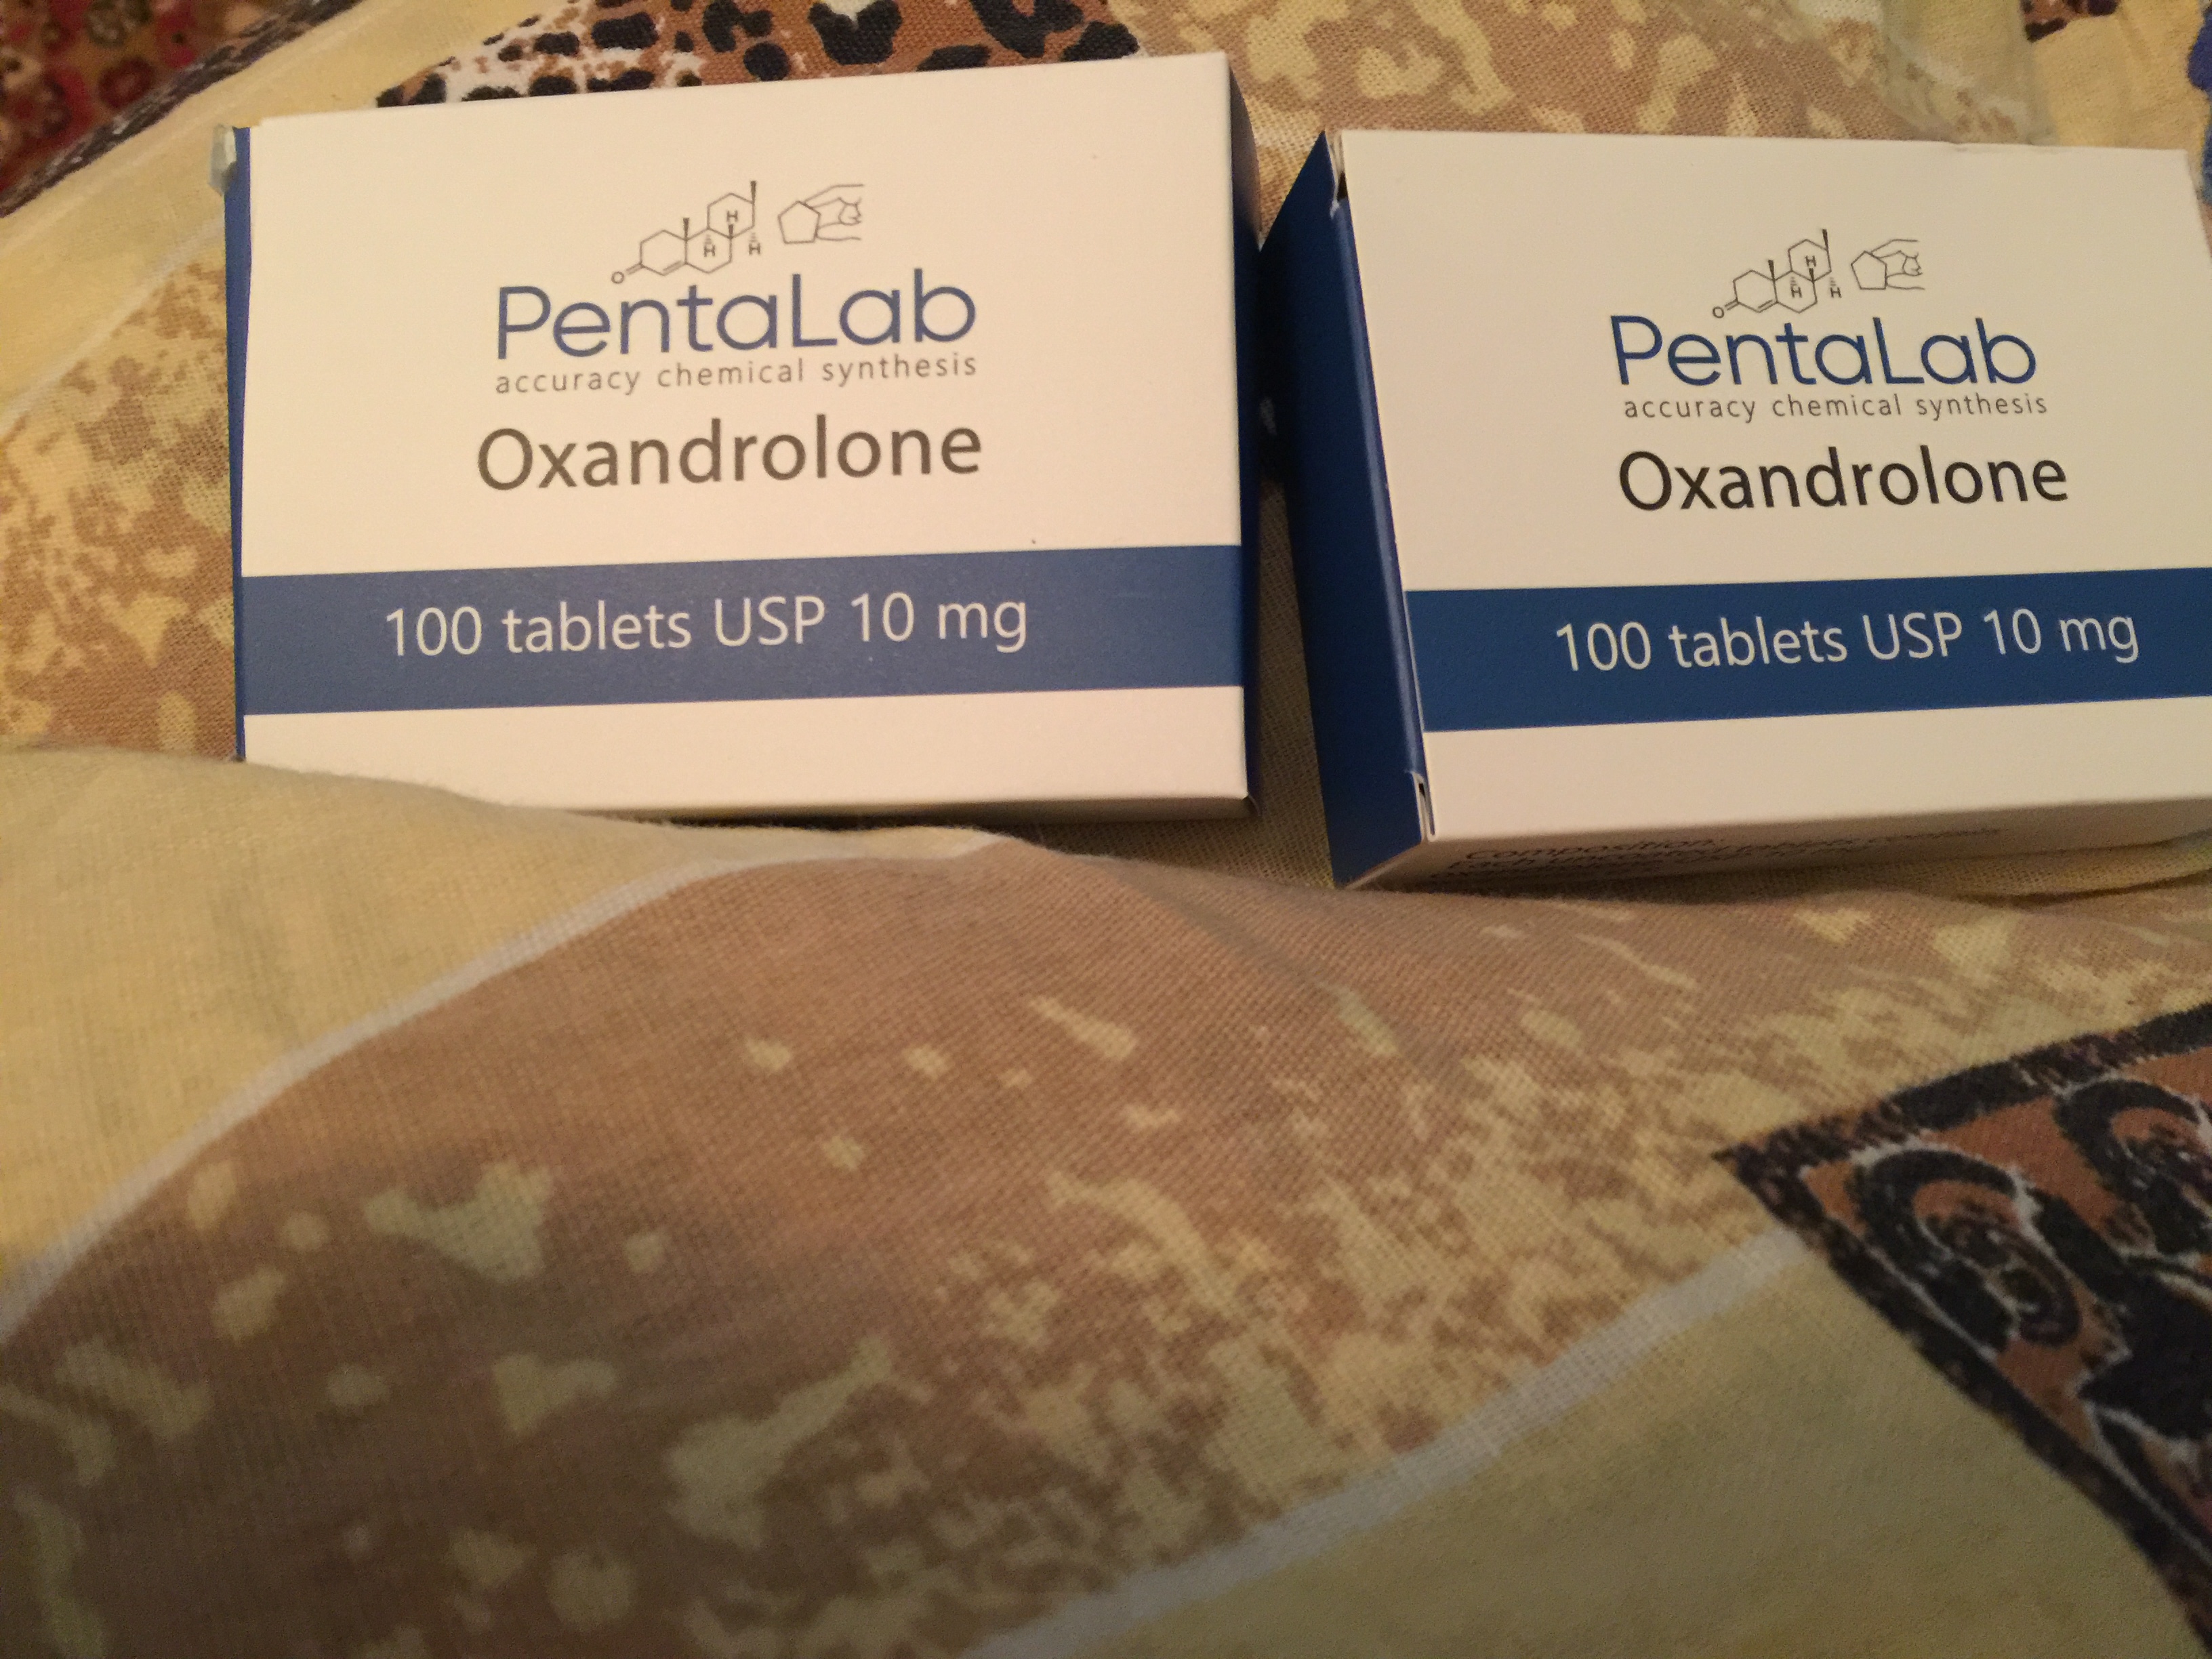 PentaLab
accuracy chemical synthesis
Oxandrolone
100 tablets USP 10 mg
PentaLab
accuracy chemical synthesis
Oxandrolone
100 tablets USP 10 mg
Composition: